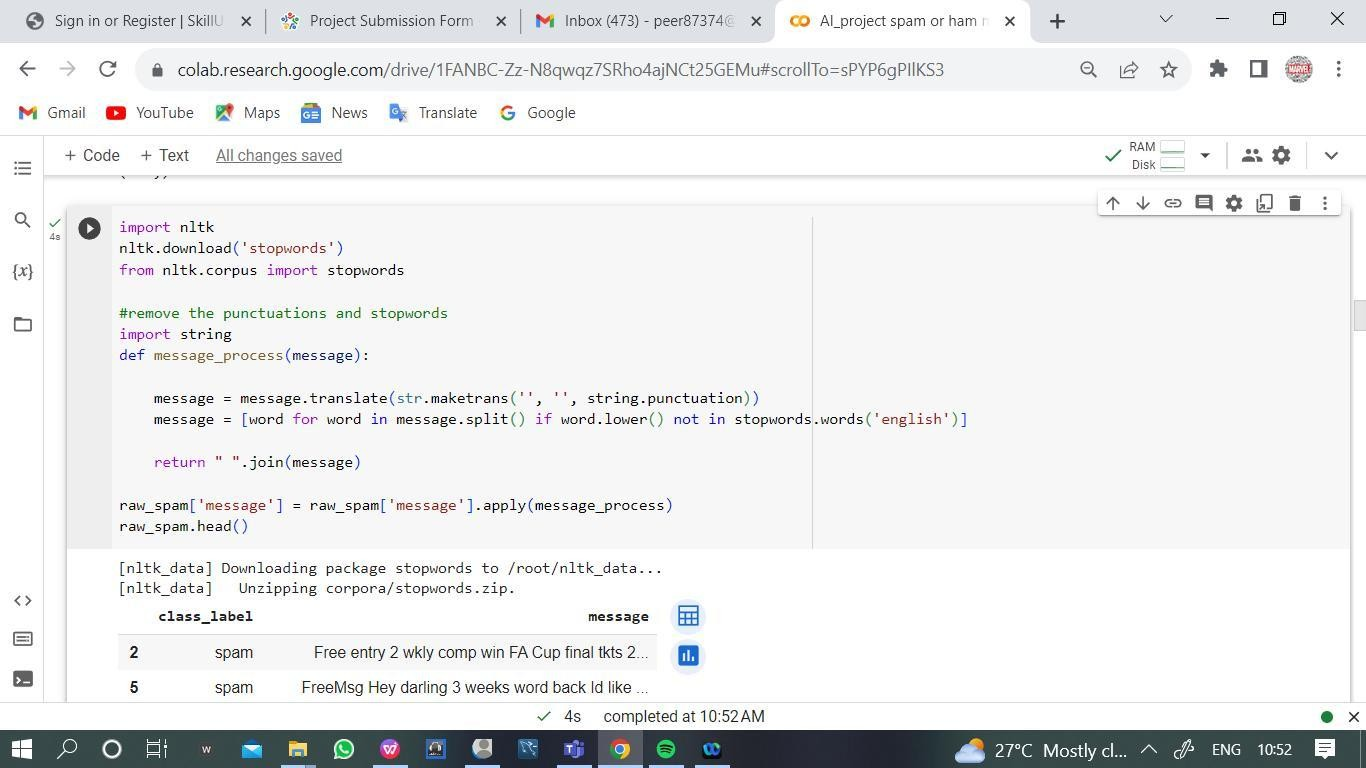 Sign in or Register | SkillU
Project Submission Form
Inbox (473) - peer87374@
AI_project spam or ham m
colab.research.google.com/drive/1FANBC-Zz-N8qwqz7SRho4ajNCt25GEMu#scrollTo=sPYP6gPIlKS3
Gmail YouTube Maps News Translate Google
+ Code + Text All changes saved
RAM
Disk
4s
import nltk
nltk.download('stopwords')
from nltk.corpus import stopwords
#remove the punctuations and stopwords
import string
def message_process(message):
message = message.translate(str.maketrans('', '', string.punctuation))
message = [word for word in message.split() if word.lower() not in stopwords.words('english')]
return " ".join(message)
raw_spam['message'] = raw_spam['message'].apply(message_process)
raw_spam.head()
[nltk_data] Downloading package stopwords to /root/nltk_data...
[nltk_data]   Unzipping corpora/stopwords.zip.
class_label message
2 spam Free entry 2 wkly comp win FA Cup final tkts 2...
5 spam FreeMsg Hey darling 3 weeks word back Id like ...
4s completed at 10:52 AM
27°C Mostly cl... ENG 10:52